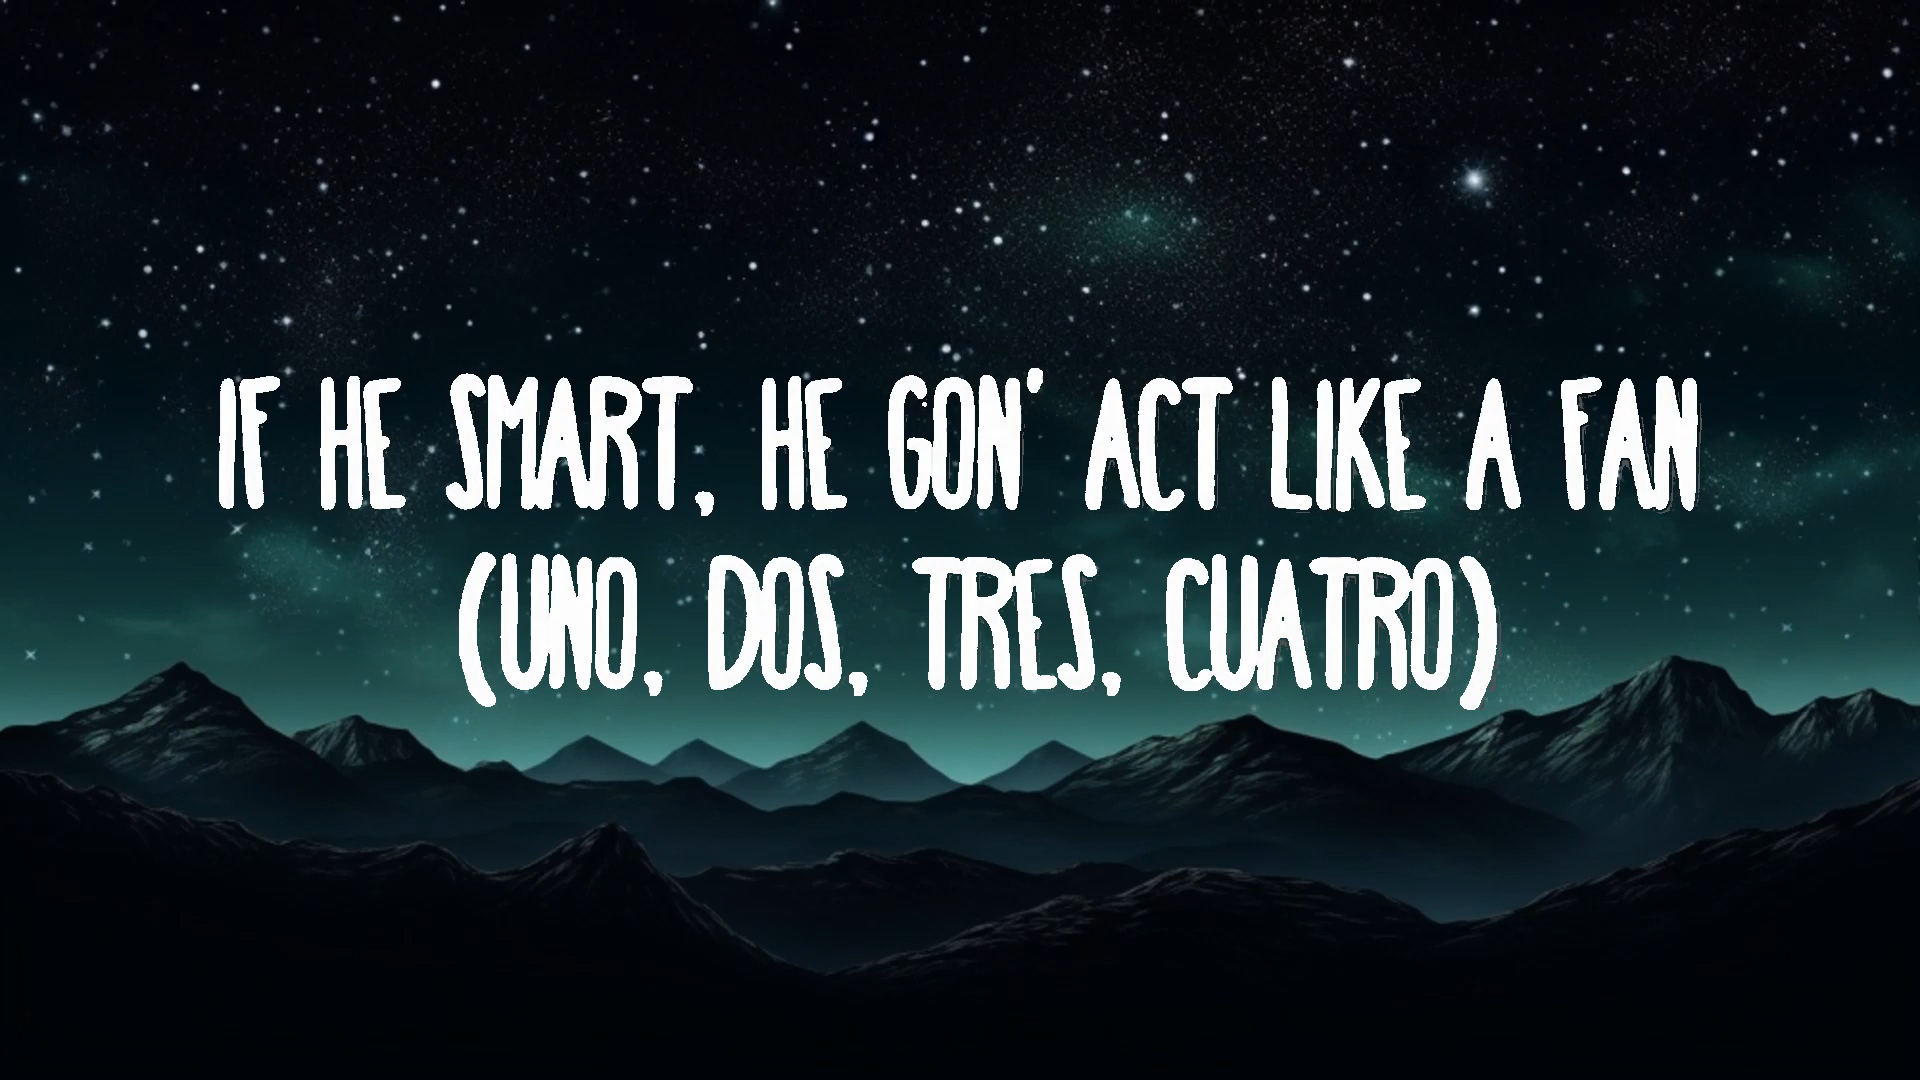 IF HE SMART, HE GON' ACT LIKE A FAN
(UNO, DOS, TRES, CUATRO)